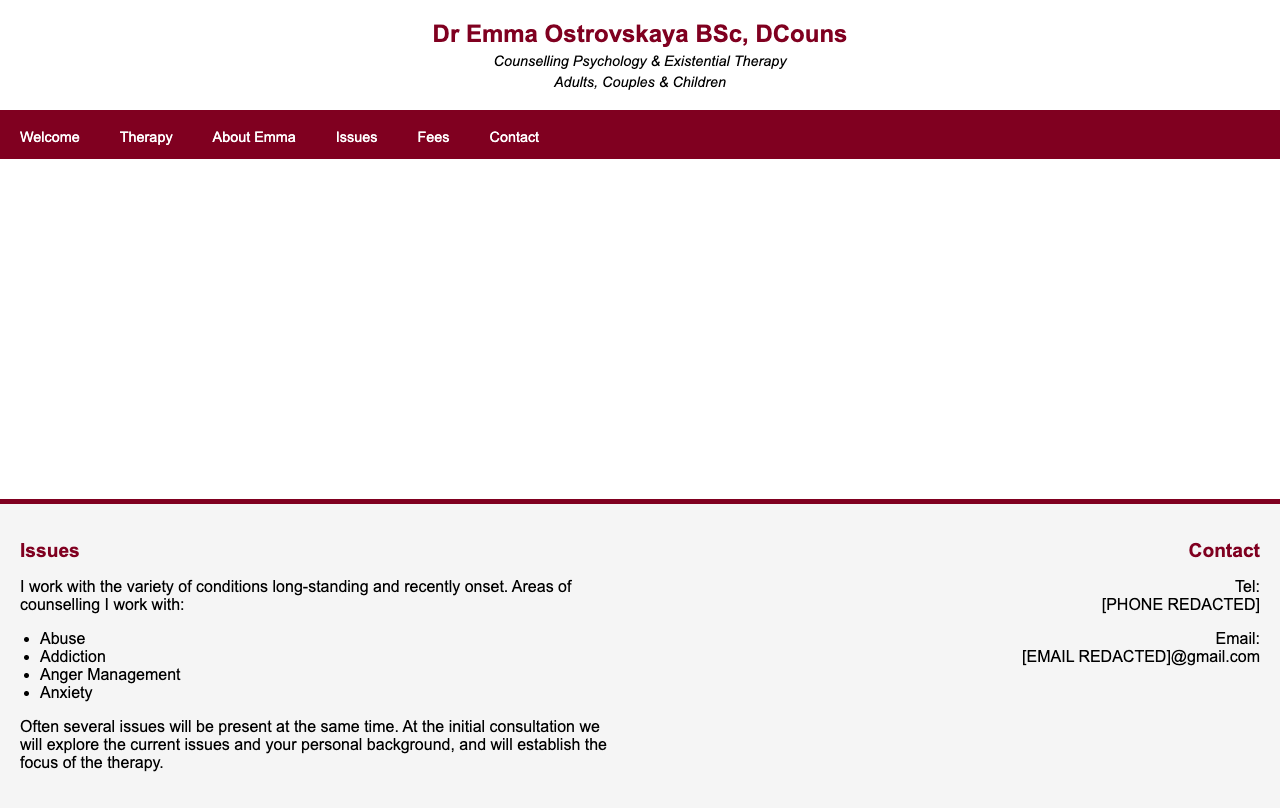 Dr Emma Ostrovskaya BSc, DCouns
Counselling Psychology & Existential Therapy
Adults, Couples & Children
Welcome
Therapy
About Emma
Issues
Fees
Contact
Issues
I work with the variety of conditions long-standing and recently onset. Areas of
counselling I work with:
Abuse
Addiction
Anger Management
Anxiety
Often several issues will be present at the same time. At the initial consultation we
will explore the current issues and your personal background, and will establish the
focus of the therapy.
Contact
Tel:
[PHONE REDACTED]
Email:
[EMAIL REDACTED]@gmail.com